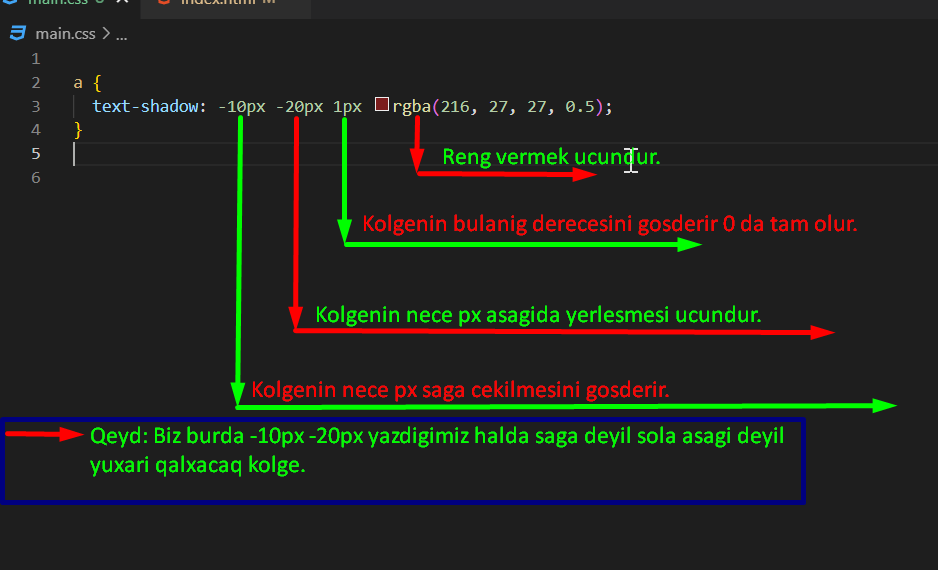 main.css 6 index.html M
main.css > ...
1
2 a {
3 text-shadow: -10px -20px 1px rgba(216, 27, 27, 0.5);
4 }
5
6
Reng vermek ucundur.
Kolgenin bulanig derecesini gosderir 0 da tam olur.
Kolgenin nece px asagida yerlesmesi ucundur.
Kolgenin nece px saga cekilmesini gosderir.
Qeyd: Biz burda -10px -20px yazdigimiz halda saga deyil sola asagi deyil
yuxari qalxacaq kolge.